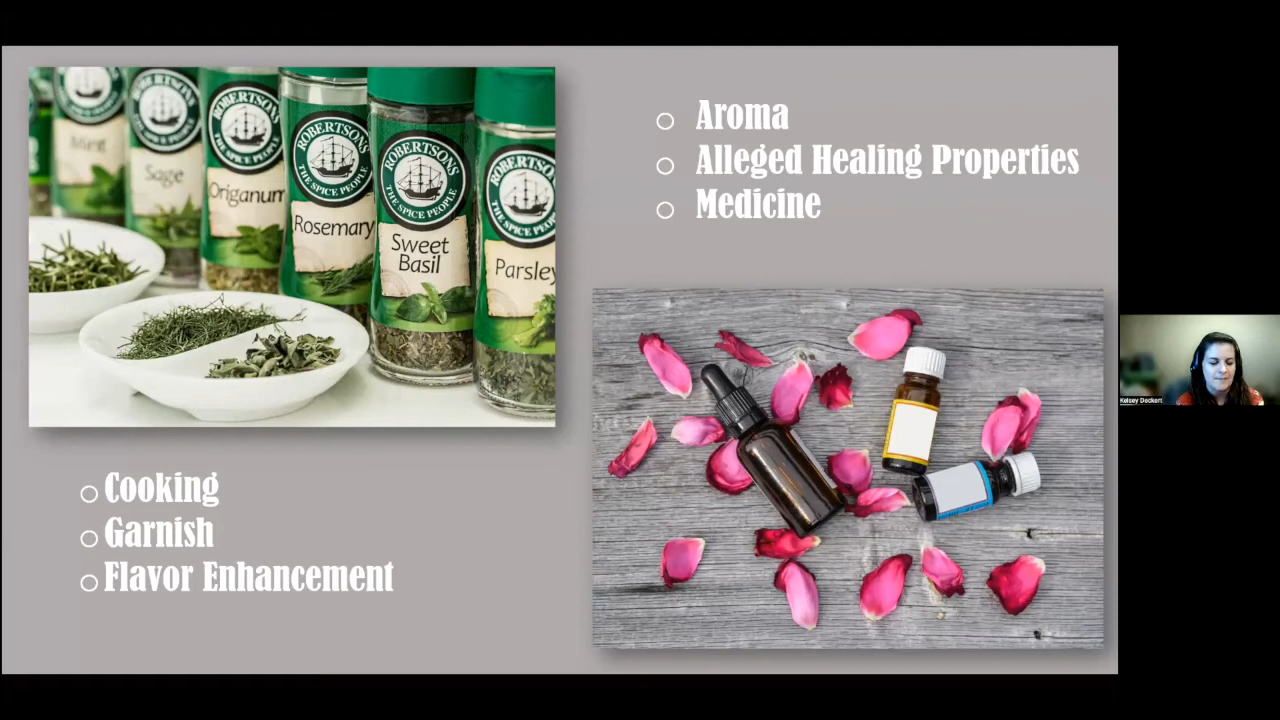 ROBERTSONS
THE SPICE PEOPLE
Mint
Sage
Origanum
Rosemary
Sweet
Basil
Parsley
Aroma
Alleged Healing Properties
Medicine
Cooking
Garnish
Flavor Enhancement
Kelsey Deckert